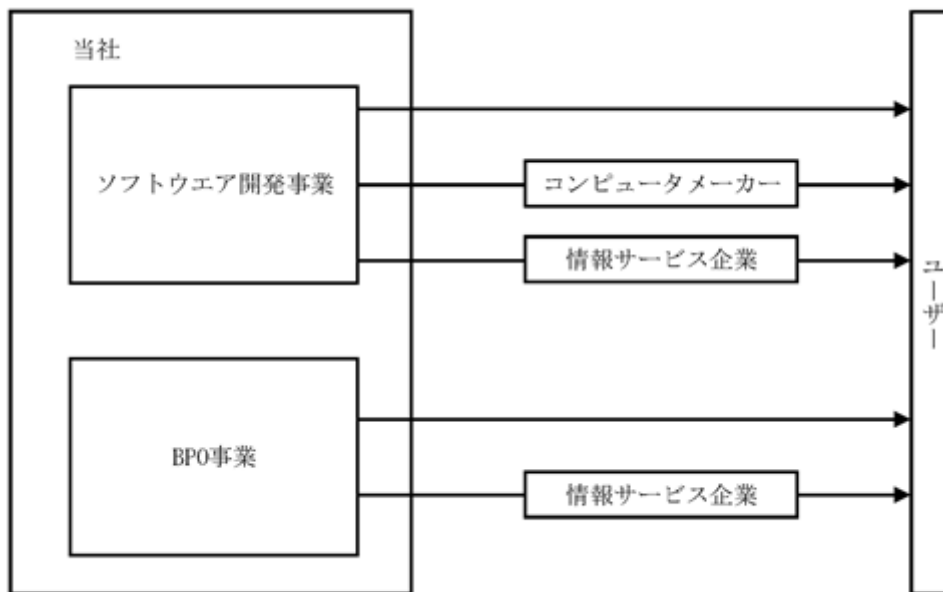 当社
ソフトウエア開発事業
コンピュータメーカー
情報サービス企業
ユーザー
BPO事業
情報サービス企業